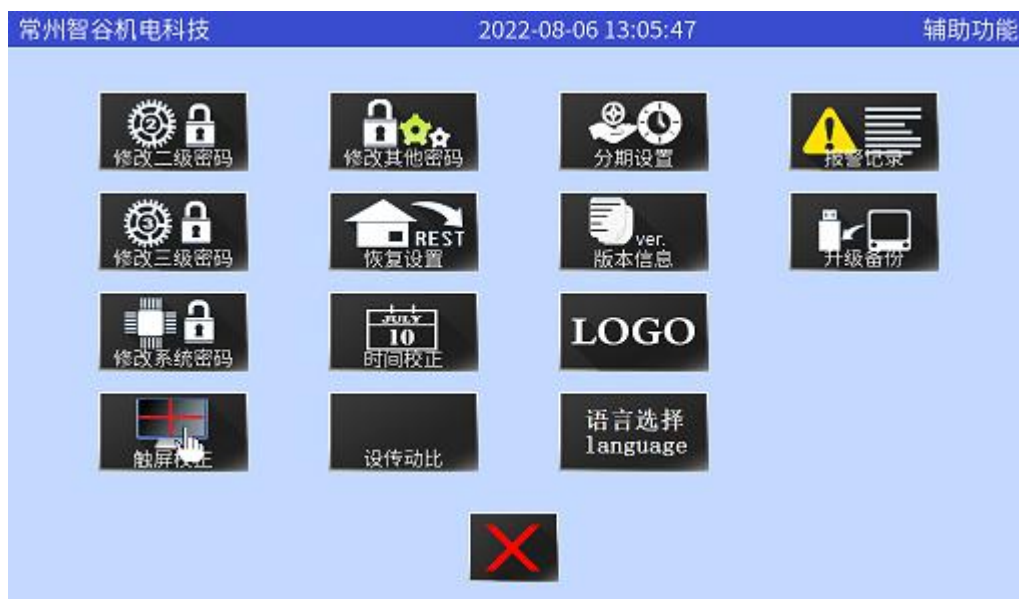 常州智谷机电科技 2022-08-06 13:05:47 辅助功能
2
修改二级密码
修改其他密码
分期设置
报警记录
3
修改三级密码
REST
恢复设置
ver.
版本信息
升级备份
修改系统密码
JULY
10
时间校正
LOGO
触屏校正
设传动比
语言选择
language